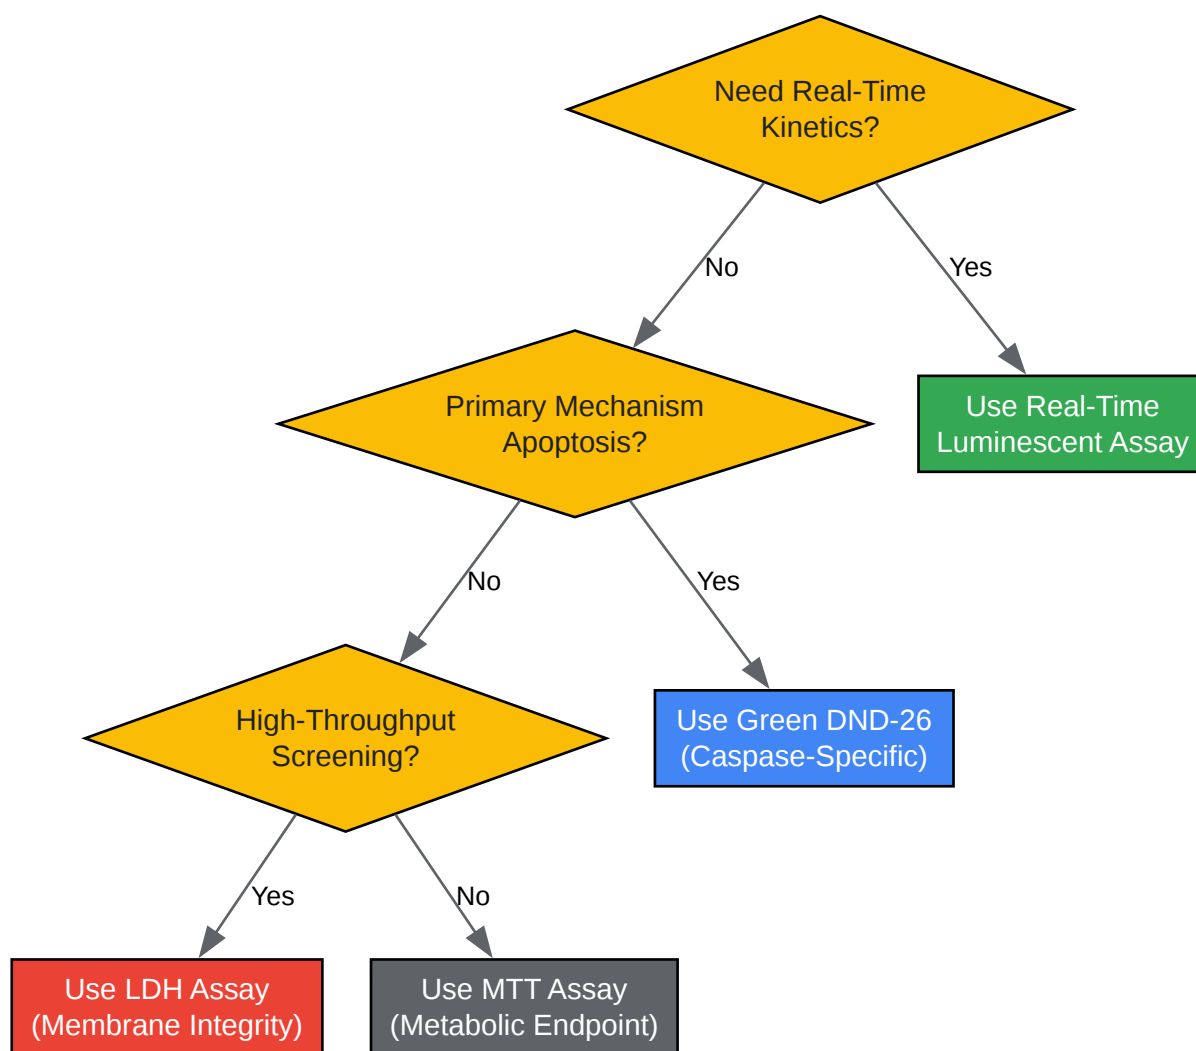 Need Real-Time
Kinetics?
No
Yes
Primary Mechanism
Apoptosis?
Use Real-Time
Luminescent Assay
No
Yes
High-Throughput
Screening?
Use Green DND-26
(Caspase-Specific)
Yes
No
Use LDH Assay
(Membrane Integrity)
Use MTT Assay
(Metabolic Endpoint)